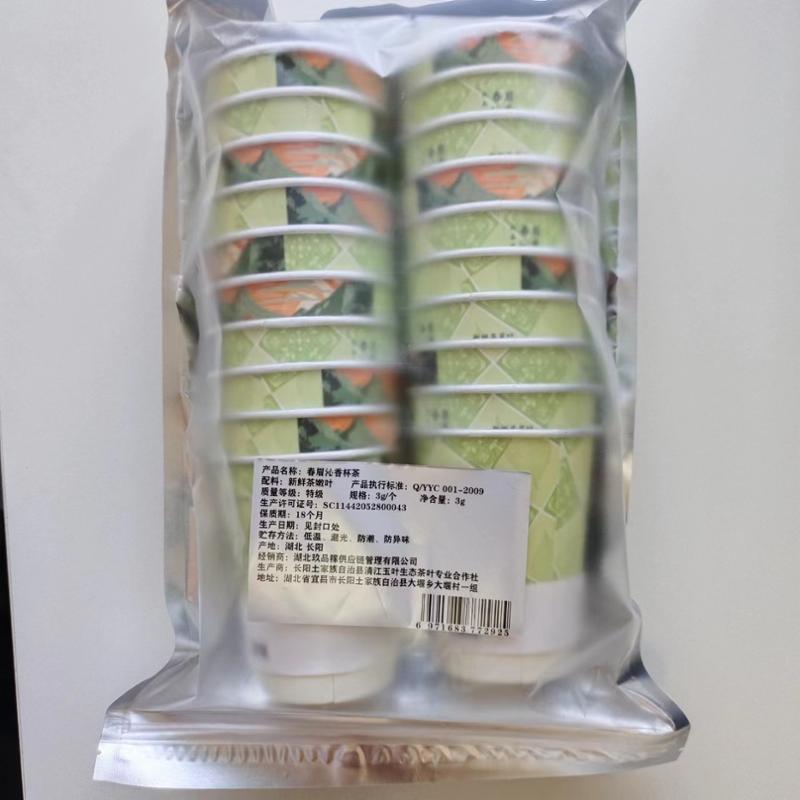 春眉
春眉
产品名称：春眉沁香杯茶
配料：新鲜茶嫩叶 产品执行标准：Q/YYC 001-2009
质量等级：特级 规格：3g/个 净含量：3g
生产许可证号：SC11442052800043
保质期：18个月
生产日期：见封口处
贮存方法：低温、避光、防潮、防异味
产地：湖北 长阳
经销商：湖北玖品稼供应链管理有限公司
生产商：长阳土家族自治县清江玉叶生态茶叶专业合作社
地址：湖北省宜昌市长阳土家族自治县大堰乡大堰村一组
6 971683 772925